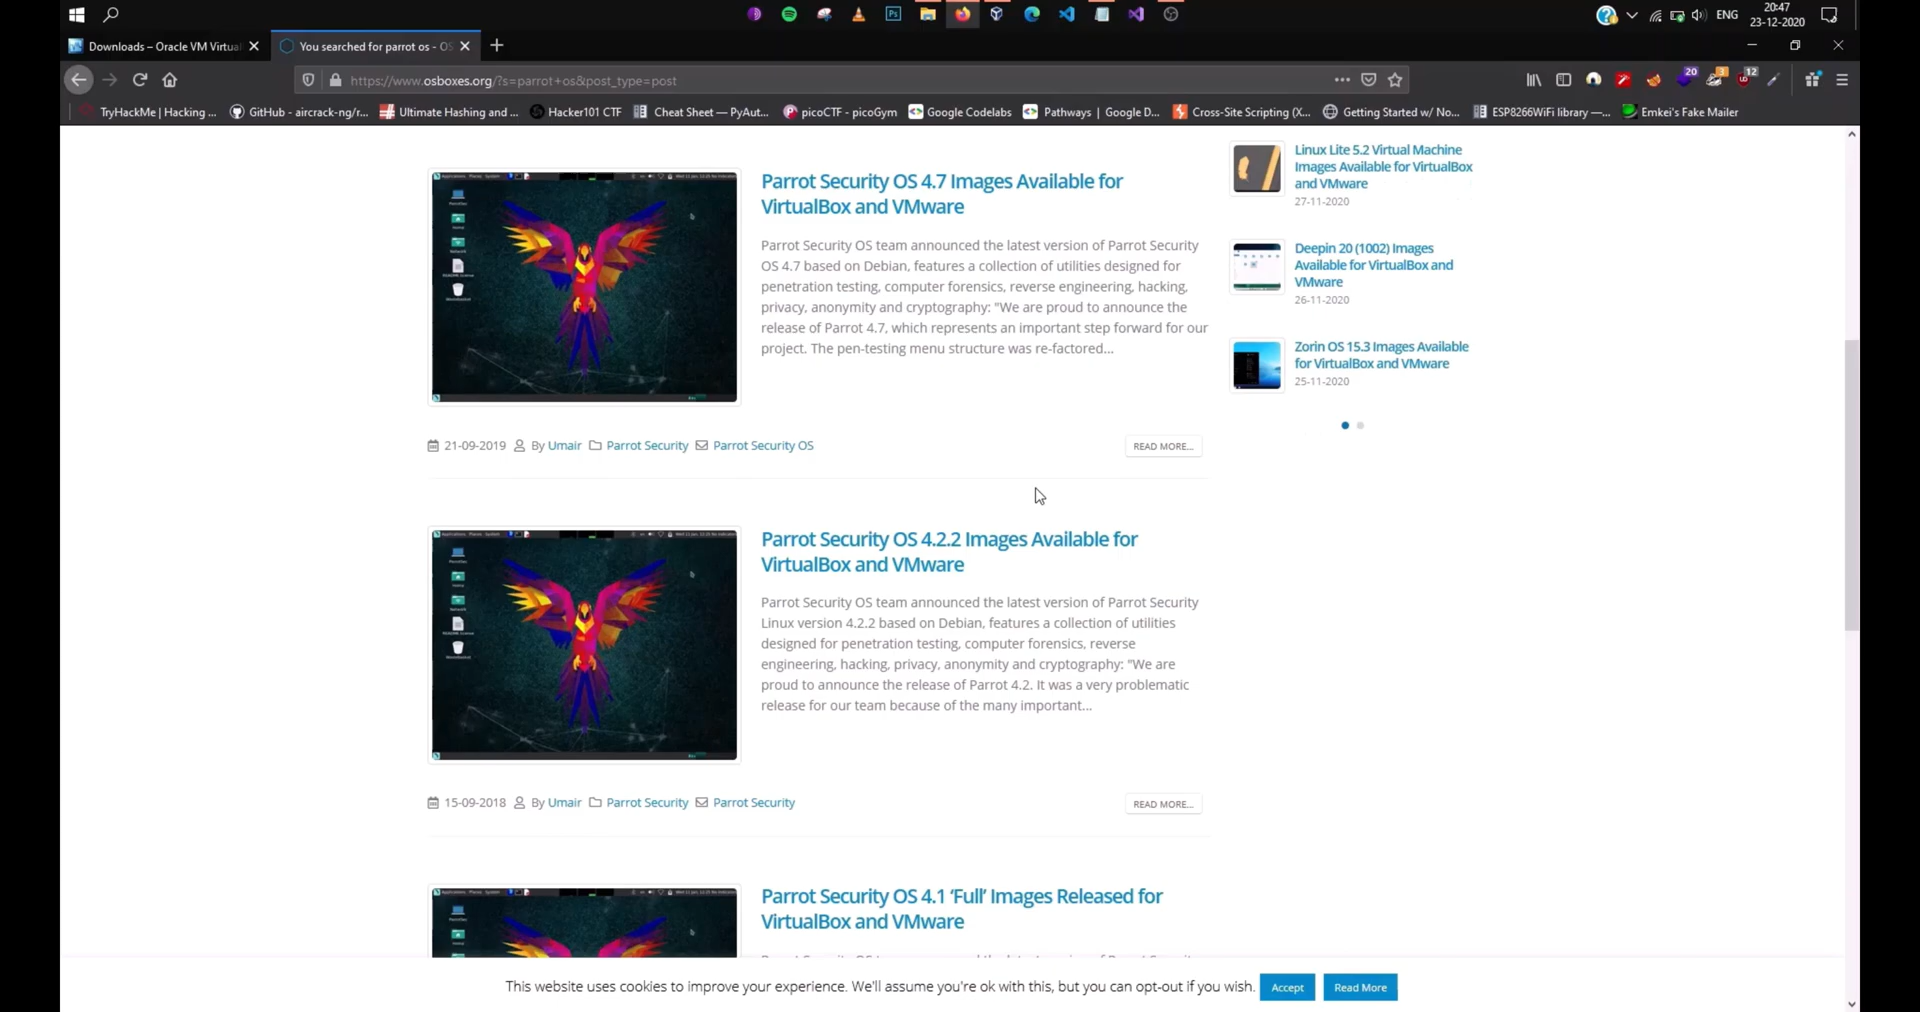 20:47
ENG
23-12-2020
Downloads – Oracle VM Virtual
You searched for parrot os - OS
https://www.osboxes.org/?s=parrot+os&post_type=post
20
3
12
TryHackMe | Hacking ...
GitHub - aircrack-ng/r...
Ultimate Hashing and ...
Hacker101 CTF
Cheat Sheet — PyAut...
picoCTF - picoGym
Google Codelabs
Pathways | Google D...
Cross-Site Scripting (X...
Getting Started w/ No...
ESP8266WiFi library —...
Emkei's Fake Mailer
Parrot Security OS 4.7 Images Available for
VirtualBox and VMware
Parrot Security OS team announced the latest version of Parrot Security
OS 4.7 based on Debian, features a collection of utilities designed for
penetration testing, computer forensics, reverse engineering, hacking,
privacy, anonymity and cryptography: "We are proud to announce the
release of Parrot 4.7, which represents an important step forward for our
project. The pen-testing menu structure was re-factored...
21-09-2019 By Umair Parrot Security Parrot Security OS
READ MORE...
Parrot Security OS 4.2.2 Images Available for
VirtualBox and VMware
Parrot Security OS team announced the latest version of Parrot Security
Linux version 4.2.2 based on Debian, features a collection of utilities
designed for penetration testing, computer forensics, reverse
engineering, hacking, privacy, anonymity and cryptography: "We are
proud to announce the release of Parrot 4.2. It was a very problematic
release for our team because of the many important...
15-09-2018 By Umair Parrot Security Parrot Security
READ MORE...
Parrot Security OS 4.1 ‘Full’ Images Released for
VirtualBox and VMware
Linux Lite 5.2 Virtual Machine
Images Available for VirtualBox
and VMware
27-11-2020
Deepin 20 (1002) Images
Available for VirtualBox and
VMware
26-11-2020
Zorin OS 15.3 Images Available
for VirtualBox and VMware
25-11-2020
This website uses cookies to improve your experience. We'll assume you're ok with this, but you can opt-out if you wish.
Accept
Read More